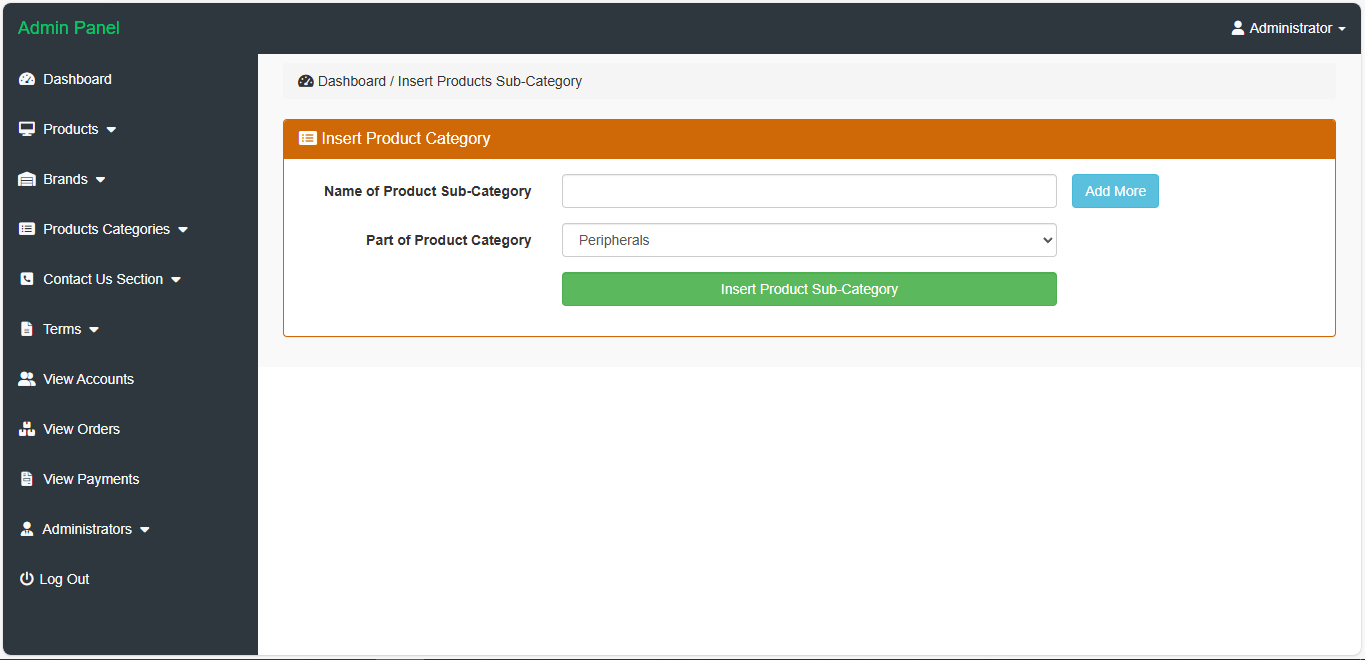 Admin Panel
Administrator
Dashboard
Products
Brands
Products Categories
Contact Us Section
Terms
View Accounts
View Orders
View Payments
Administrators
Log Out
Dashboard / Insert Products Sub-Category
Insert Product Category
Name of Product Sub-Category
Add More
Part of Product Category
Peripherals
Insert Product Sub-Category